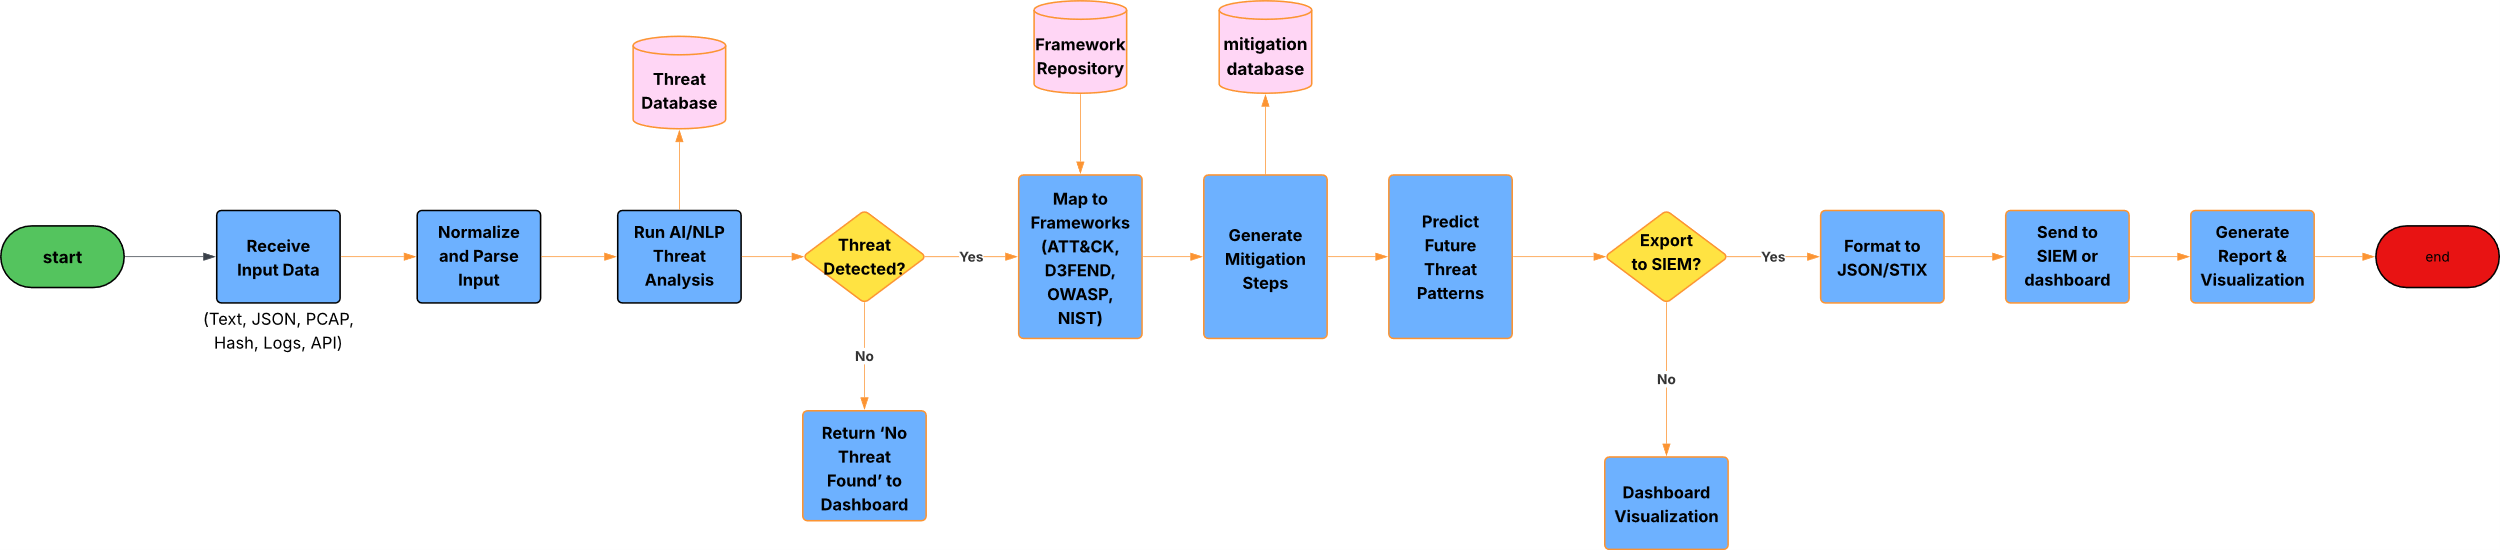 start
Receive
Input Data
(Text, JSON, PCAP,
Hash, Logs, API)
Normalize
and Parse
Input
Run AI/NLP
Threat
Analysis
Threat
Database
Threat
Detected?
No
Return ‘No
Threat
Found’ to
Dashboard
Yes
Framework
Repository
Map to
Frameworks
(ATT&CK,
D3FEND,
OWASP,
NIST)
mitigation
database
Generate
Mitigation
Steps
Predict
Future
Threat
Patterns
Export
to SIEM?
No
Dashboard
Visualization
Yes
Format to
JSON/STIX
Send to
SIEM or
dashboard
Generate
Report &
Visualization
end